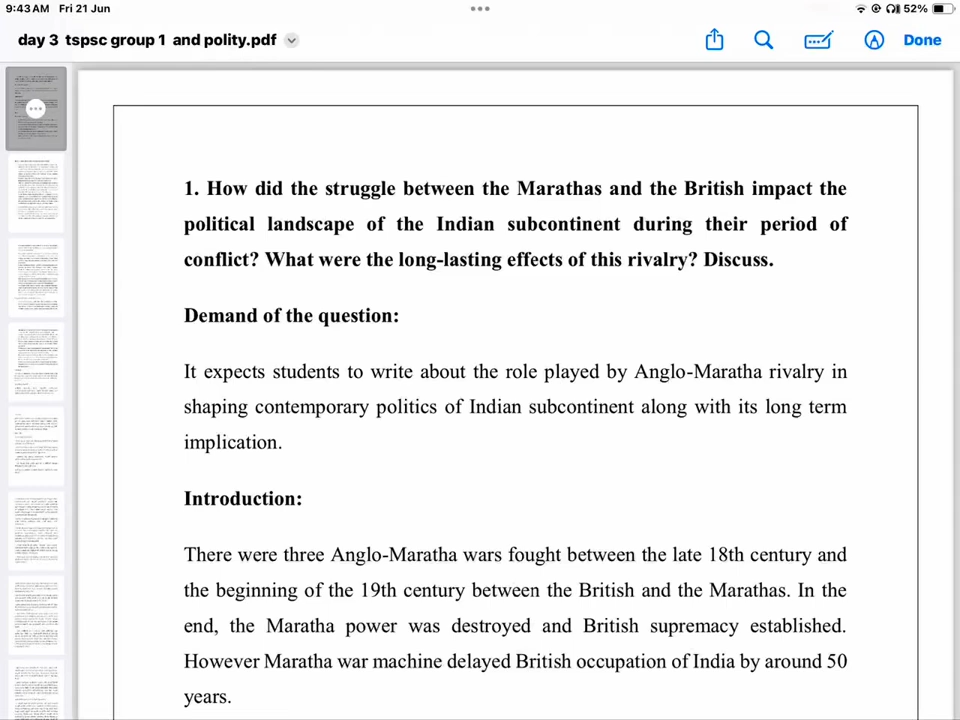 9:43 AM Fri 21 Jun
52%
day 3 tspsc group 1 and polity.pdf
Done
1. How did the struggle between the Marathas and the British impact the
political landscape of the Indian subcontinent during their period of
conflict? What were the long-lasting effects of this rivalry? Discuss.
Demand of the question:
It expects students to write about the role played by Anglo-Maratha rivalry in
shaping contemporary politics of Indian subcontinent along with its long term
implication.
Introduction:
There were three Anglo-Maratha wars fought between the late 18th century and
the beginning of the 19th century between the British and the Marathas. In the
end, the Maratha power was destroyed and British supremacy established.
However Maratha war machine delayed British occupation of India by around 50
years.